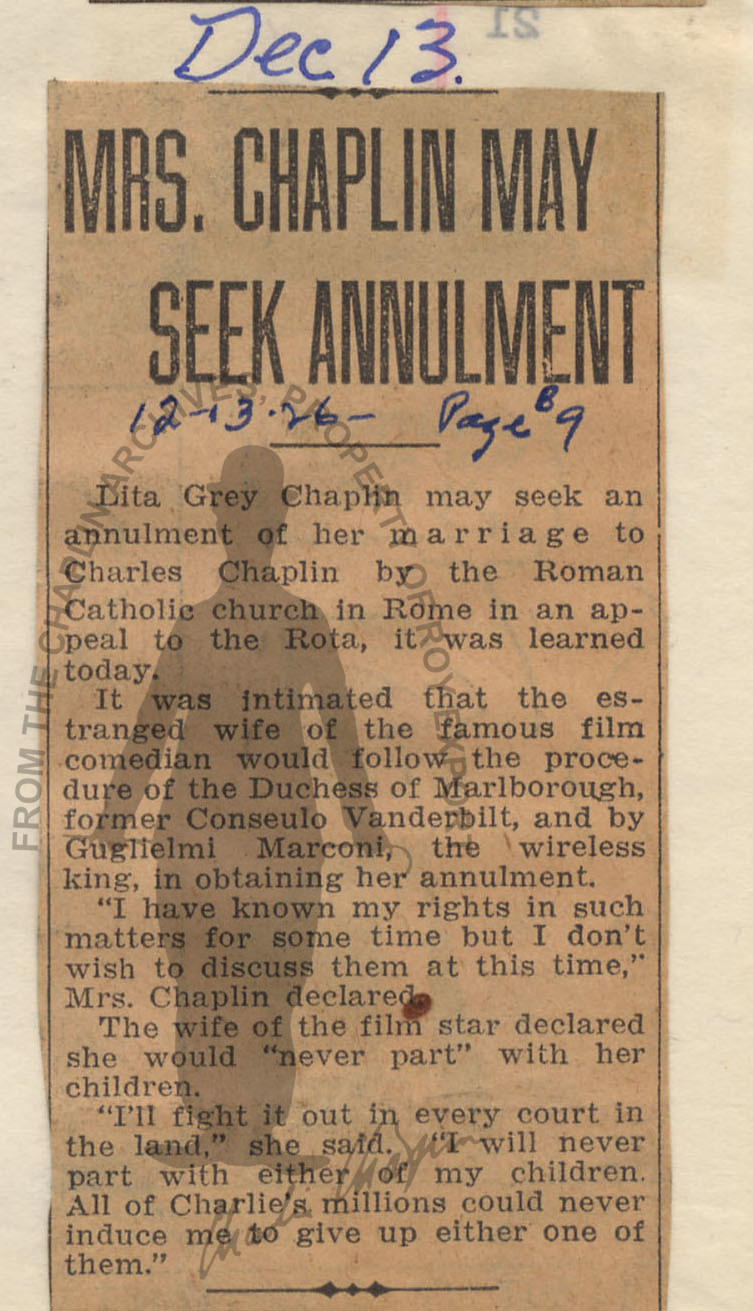 21
Dec 13.
MRS. CHAPLIN MAY
SEEK ANNULMENT
12-13-26- Page B9
Lita Grey Chaplin may seek an
annulment of her marriage to
Charles Chaplin by the Roman
Catholic church in Rome in an ap-
peal to the Rota, it was learned
today.
It was intimated that the es-
tranged wife of the famous film
comedian would follow the proce-
dure of the Duchess of Marlborough,
former Conseulo Vanderbilt, and by
Guglielmi Marconi, the wireless
king, in obtaining her annulment.
“I have known my rights in such
matters for some time but I don’t
wish to discuss them at this time,”
Mrs. Chaplin declared.
The wife of the film star declared
she would “never part” with her
children.
“I’ll fight it out in every court in
the land,” she said. “I will never
part with either of my children.
All of Charlie’s millions could never
induce me to give up either one of
them.”
FROM THE CHAPLIN ARCHIVES, PROPERTY OF ROY EXPORT